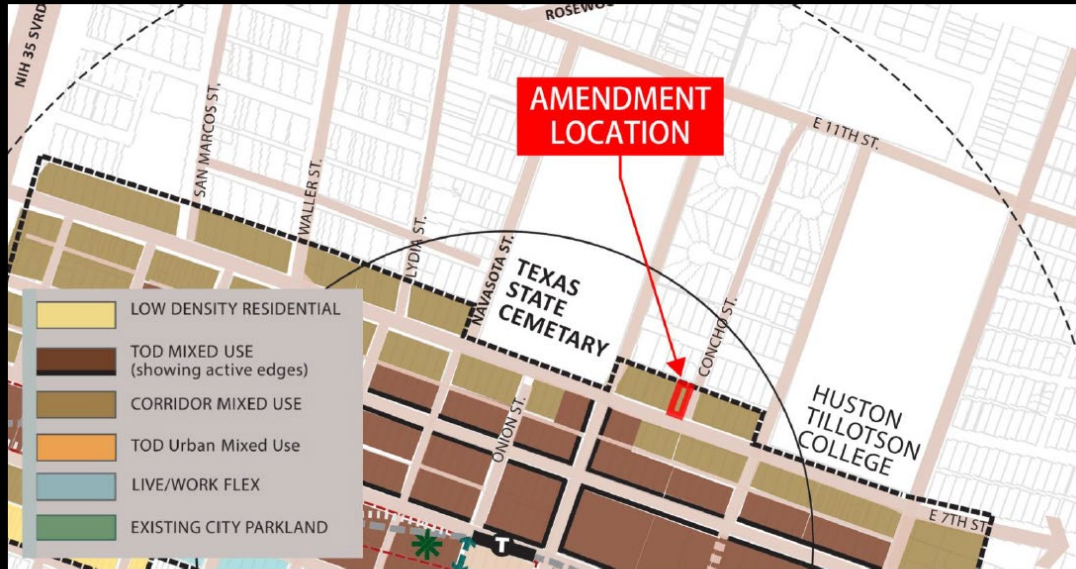 NIH 35 SVRD
ROSEWO
AMENDMENT
LOCATION
E 11TH ST.
SAN MARCOS ST.
WALLER ST.
LYDIA ST.
NAVASOTA ST.
TEXAS
STATE
CEMETARY
CONCHO ST.
HUSTON
TILLOTSON
COLLEGE
ONION ST.
E 7TH ST
T
LOW DENSITY RESIDENTIAL
TOD MIXED USE
(showing active edges)
CORRIDOR MIXED USE
TOD Urban Mixed Use
LIVE/WORK FLEX
EXISTING CITY PARKLAND